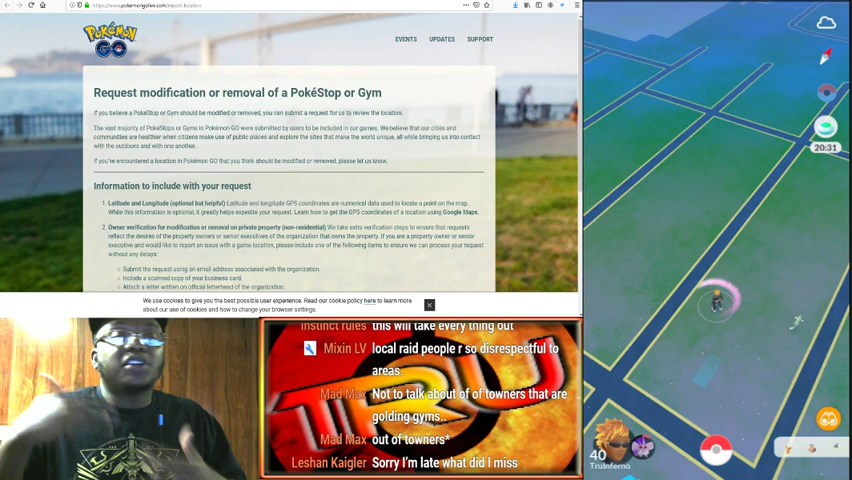 https://www.pokemongolive.com/report-location
POKÉMON
GO
EVENTS
UPDATES
SUPPORT
Request modification or removal of a PokéStop or Gym
If you believe a PokéStop or Gym should be modified or removed, you can submit a request for us to review the location.
The vast majority of PokéStops or Gyms in Pokémon GO were submitted by users to be included in our games. We believe that our cities and
communities are healthier when citizens make use of public places and explore the sites that make the world unique, all while bringing us into contact
with the outdoors and with one another.
If you've encountered a location in Pokémon GO that you think should be modified or removed, please let us know.
Information to include with your request
1. Latitude and Longitude (optional but helpful) Latitude and longitude GPS coordinates are numerical data used to locate a point on the map.
While this information is optional, it greatly helps expedite your request. Learn how to get the GPS coordinates of a location using Google Maps.
2. Owner verification for modification or removal on private property (non-residential) We take extra verification steps to ensure that requests
reflect the desires of the property owners or senior executives of the organization that owns the property. If you are a property owner or senior
executive and would like to report an issue with a game location, please include one of the following items to ensure we can process your request
without any delays:
Submit the request using an email address associated with the organization.
Include a scanned copy of your business card.
Attach a letter written on official letterhead of the organization.
We use cookies to give you the best possible user experience. Read our cookie policy here to learn more
about our use of cookies and how to change your browser settings.
Instinct rules this will take every thing out
Mixin LV local raid people r so disrespectful to
areas.
Mad Max Not to talk about of of towners that are
golding gyms..
Mad Max out of towners*
Leshan Kaigler Sorry I'm late what did I miss
TRU
20:31
40
TruInferno